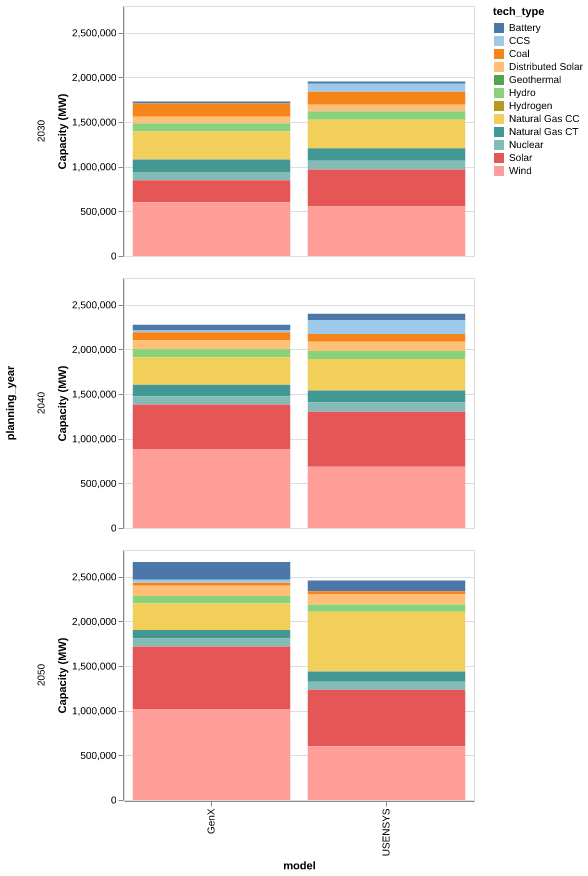 tech_type
Battery
CCS
Coal
Distributed Solar
Geothermal
Hydro
Hydrogen
Natural Gas CC
Natural Gas CT
Nuclear
Solar
Wind
planning_year
2030
Capacity (MW)
2,500,000
2,000,000
1,500,000
1,000,000
500,000
0
2040
Capacity (MW)
2,500,000
2,000,000
1,500,000
1,000,000
500,000
0
2050
Capacity (MW)
2,500,000
2,000,000
1,500,000
1,000,000
500,000
0
GenX
USENSYS
model